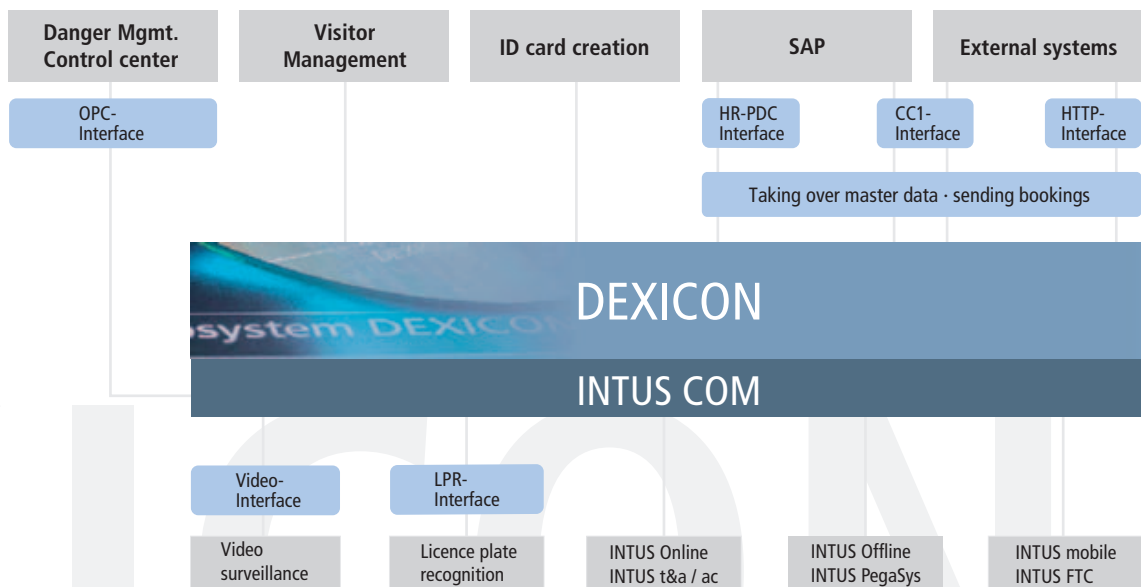 Danger Mgmt.
Control center
Visitor
Management
ID card creation
SAP
External systems
OPC-
Interface
HR-PDC
Interface
CC1-
Interface
HTTP-
Interface
Taking over master data · sending bookings
DEXICON
osystem DEXICON
INTUS COM
ICON
Video-
Interface
LPR-
Interface
Video
surveillance
Licence plate
recognition
INTUS Online
INTUS t&a / ac
INTUS Offline
INTUS PegaSys
INTUS mobile
INTUS FTC